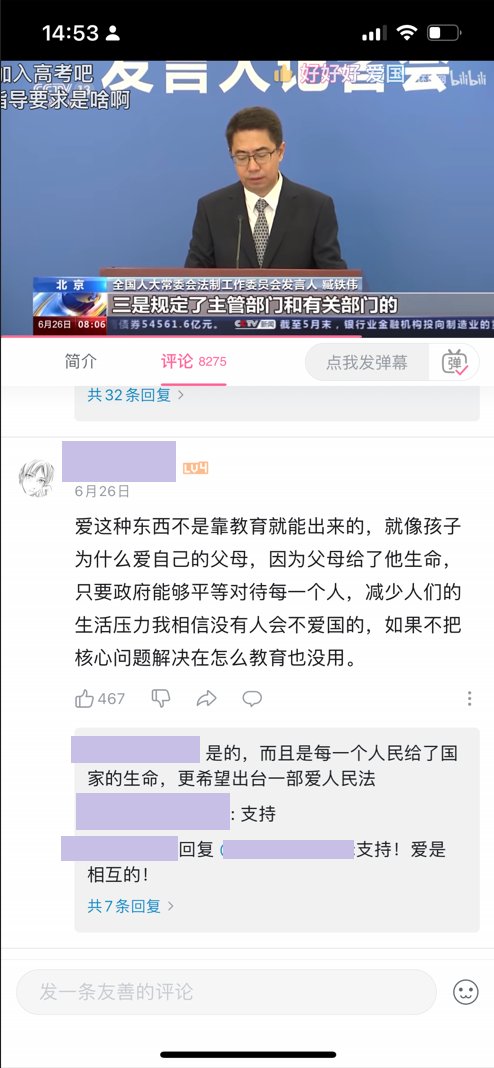 14:53
加入高考吧
发言人记者会
好好好 爱国
bilibili
指导要求是啥啊
北京
全国人大常委会法制工作委员会发言人 臧铁伟
三是规定了主管部门和有关部门的
6月26日 08:06
债券54561.6亿元。 CCTV新闻 截至5月末，银行业金融机构投向制造业的
简介
评论 8275
点我发弹幕
弹
共32条回复 >
LV4
6月26日
爱这种东西不是靠教育就能出来的，就像孩子
为什么爱自己的父母，因为父母给了他生命，
只要政府能够平等对待每一个人，减少人们的
生活压力我相信没有人会不爱国的，如果不把
核心问题解决在怎么教育也没用。
467
是的，而且是每一个人民给了国
家的生命，更希望出台一部爱人民法
: 支持
回复 :支持！爱是
相互的！
共7条回复 >
发一条友善的评论